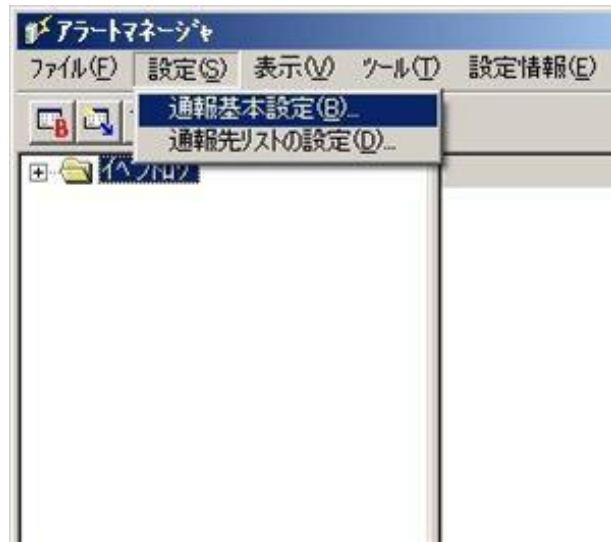 アラートマネージャ
ファイル(F) 設定(S) 表示(V) ツール(T) 設定情報(E)
通報基本設定(B)...
通報先リストの設定(D)...
イベントログ